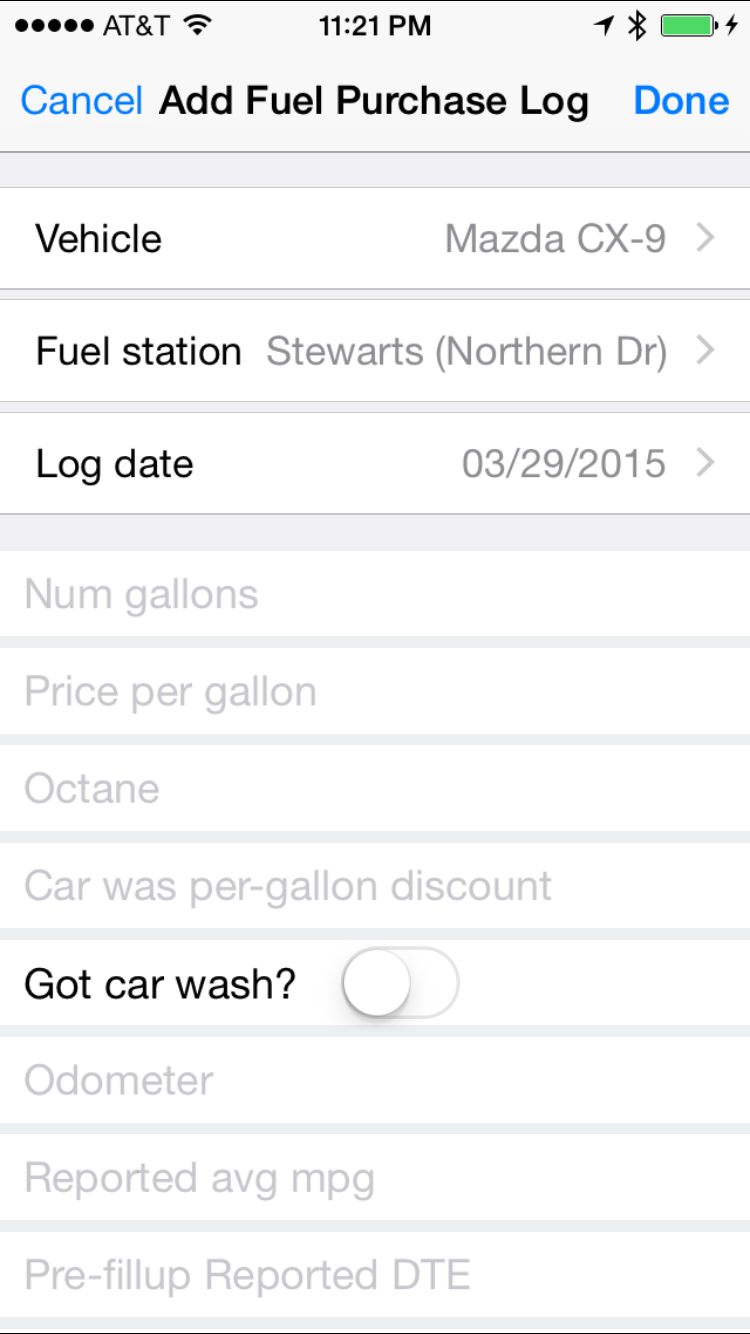 AT&T 11:21 PM
Cancel Add Fuel Purchase Log Done
Vehicle Mazda CX-9
Fuel station Stewarts (Northern Dr)
Log date 03/29/2015
Num gallons
Price per gallon
Octane
Car was per-gallon discount
Got car wash?
Odometer
Reported avg mpg
Pre-fillup Reported DTE